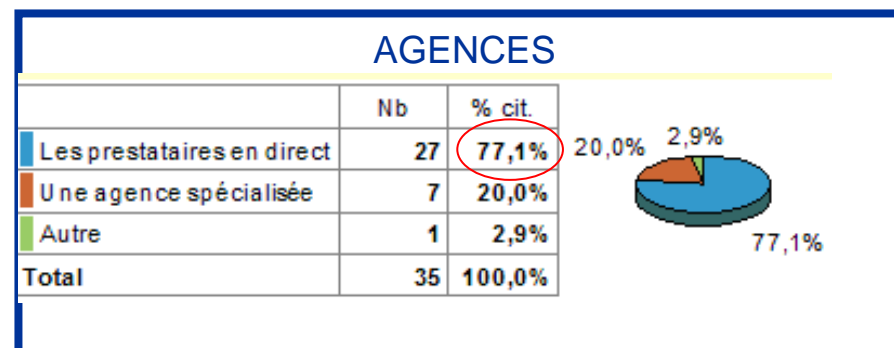 AGENCES
Nb % cit.
Les prestataires en direct 27 77,1%
Une agence spécialisée 7 20,0%
Autre 1 2,9%
Total 35 100,0%
20,0% 2,9%
77,1%